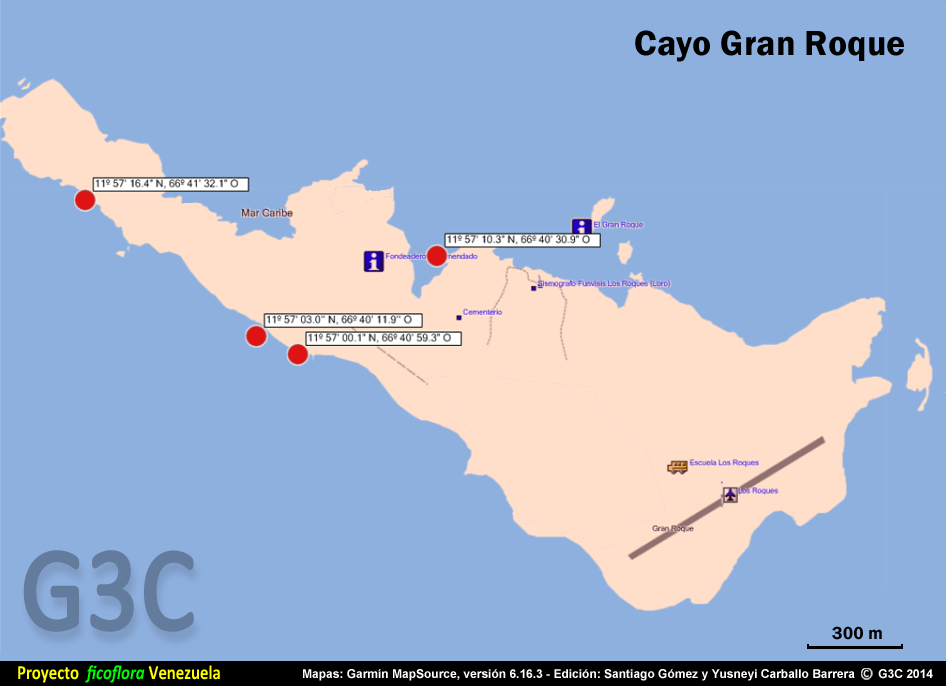 Cayo Gran Roque
11º 57' 16.4" N, 66º 41' 32.1" O
Mar Caribe
El Gran Roque
11º 57' 10.3" N, 66º 40' 30.9" O
Fondeadero
mendado
Sismografo Funvisis Los Roques (Loro)
Cementerio
11º 57' 03.0" N, 66º 40' 11.9" O
11º 57' 00.1" N, 66º 40' 59.3" O
Escuela Los Roques
Los Roques
Gran Roque
G3C
300 m
Proyecto ficoflora Venezuela
Mapas: Garmin MapSource, versión 6.16.3 - Edición: Santiago Gómez y Yusneyi Carballo Barrera © G3C 2014